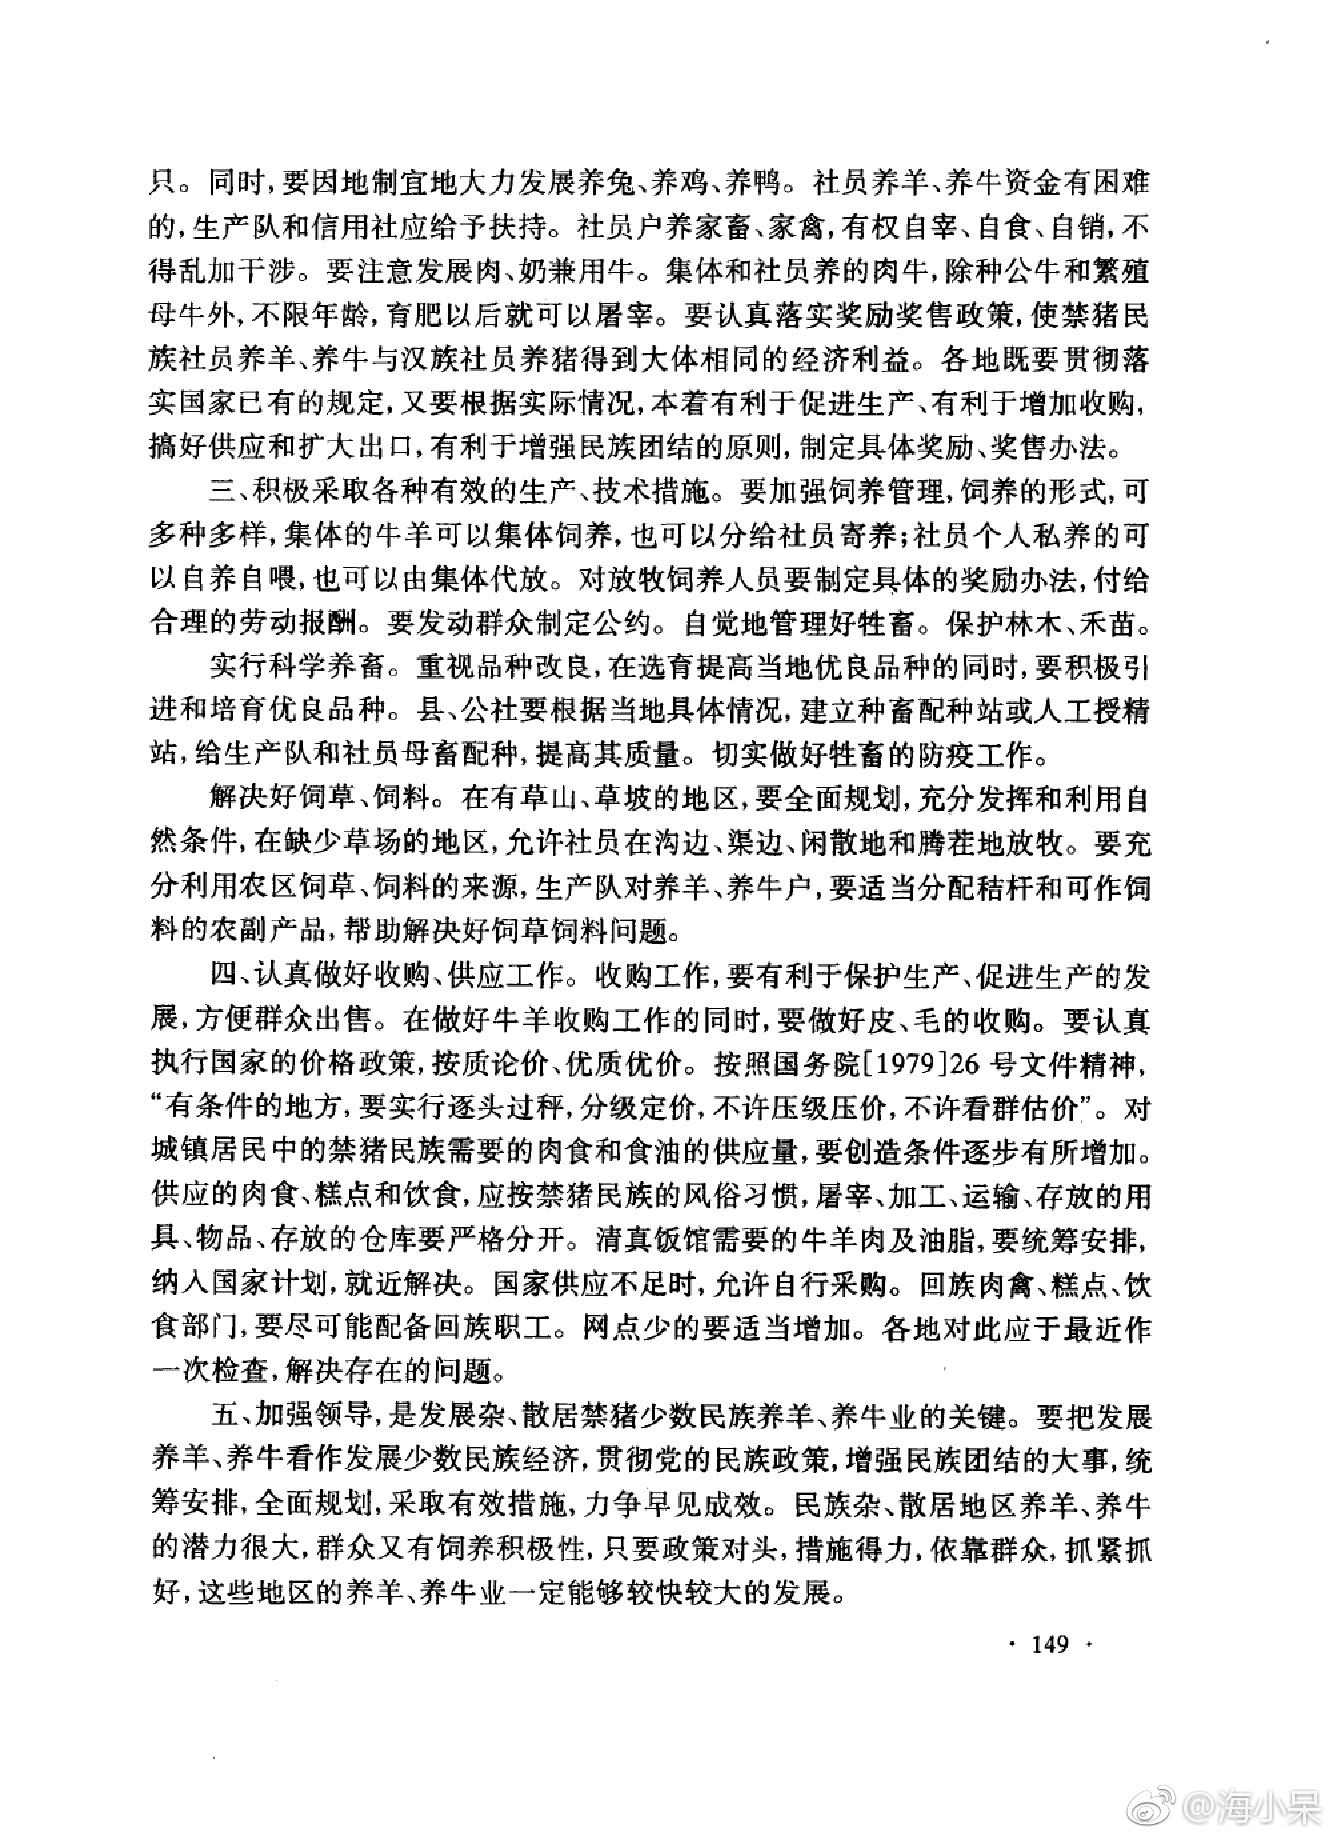 只。同时,要因地制宜地大力发展养兔、养鸡、养鸭。社员养羊、养牛资金有困难
的,生产队和信用社应给予扶持。社员户养家畜、家禽,有权自宰、自食、自销,不
得乱加干涉。要注意发展肉、奶兼用牛。集体和社员养的肉牛,除种公牛和繁殖
母牛外,不限年龄,育肥以后就可以屠宰。要认真落实奖励奖售政策,使禁猪民
族社员养羊、养牛与汉族社员养猪得到大体相同的经济利益。各地既要贯彻落
实国家已有的规定,又要根据实际情况,本着有利于促进生产、有利于增加收购,
搞好供应和扩大出口,有利于增强民族团结的原则,制定具体奖励、奖售办法。
三、积极采取各种有效的生产、技术措施。要加强饲养管理,饲养的形式,可
多种多样,集体的牛羊可以集体饲养,也可以分给社员寄养;社员个人私养的可
以自养自喂,也可以由集体代放。对放牧饲养人员要制定具体的奖励办法,付给
合理的劳动报酬。要发动群众制定公约。自觉地管理好牲畜。保护林木、禾苗。
实行科学养畜。重视品种改良,在选育提高当地优良品种的同时,要积极引
进和培育优良品种。县、公社要根据当地具体情况,建立种畜配种站或人工授精
站,给生产队和社员母畜配种,提高其质量。切实做好牲畜的防疫工作。
解决好饲草、饲料。在有草山、草坡的地区,要全面规划,充分发挥和利用自
然条件,在缺少草场的地区,允许社员在沟边、渠边、闲散地和腾茬地放牧。要充
分利用农区饲草、饲料的来源,生产队对养羊、养牛户,要适当分配秸杆和可作饲
料的农副产品,帮助解决好饲草饲料问题。
四、认真做好收购、供应工作。收购工作,要有利于保护生产、促进生产的发
展,方便群众出售。在做好牛羊收购工作的同时,要做好皮、毛的收购。要认真
执行国家的价格政策,按质论价、优质优价。按照国务院[1979]26 号文件精神,
“有条件的地方,要实行逐头过秤,分级定价,不许压级压价,不许看群估价”。对
城镇居民中的禁猪民族需要的肉食和食油的供应量,要创造条件逐步有所增加。
供应的肉食、糕点和饮食,应按禁猪民族的风俗习惯,屠宰、加工、运输、存放的用
具、物品、存放的仓库要严格分开。清真饭馆需要的牛羊肉及油脂,要统筹安排,
纳入国家计划,就近解决。国家供应不足时,允许自行采购。回族肉禽、糕点、饮
食部门,要尽可能配备回族职工。网点少的要适当增加。各地对此应于最近作
一次检查,解决存在的问题。
五、加强领导,是发展杂、散居禁猪少数民族养羊、养牛业的关键。要把发展
养羊、养牛看作发展少数民族经济,贯彻党的民族政策,增强民族团结的大事,统
筹安排,全面规划,采取有效措施,力争早见成效。民族杂、散居地区养羊、养牛
的潜力很大,群众又有饲养积极性,只要政策对头,措施得力,依靠群众,抓紧抓
好,这些地区的养羊、养牛业一定能够较快较大的发展。
· 149 ·
@海小呆